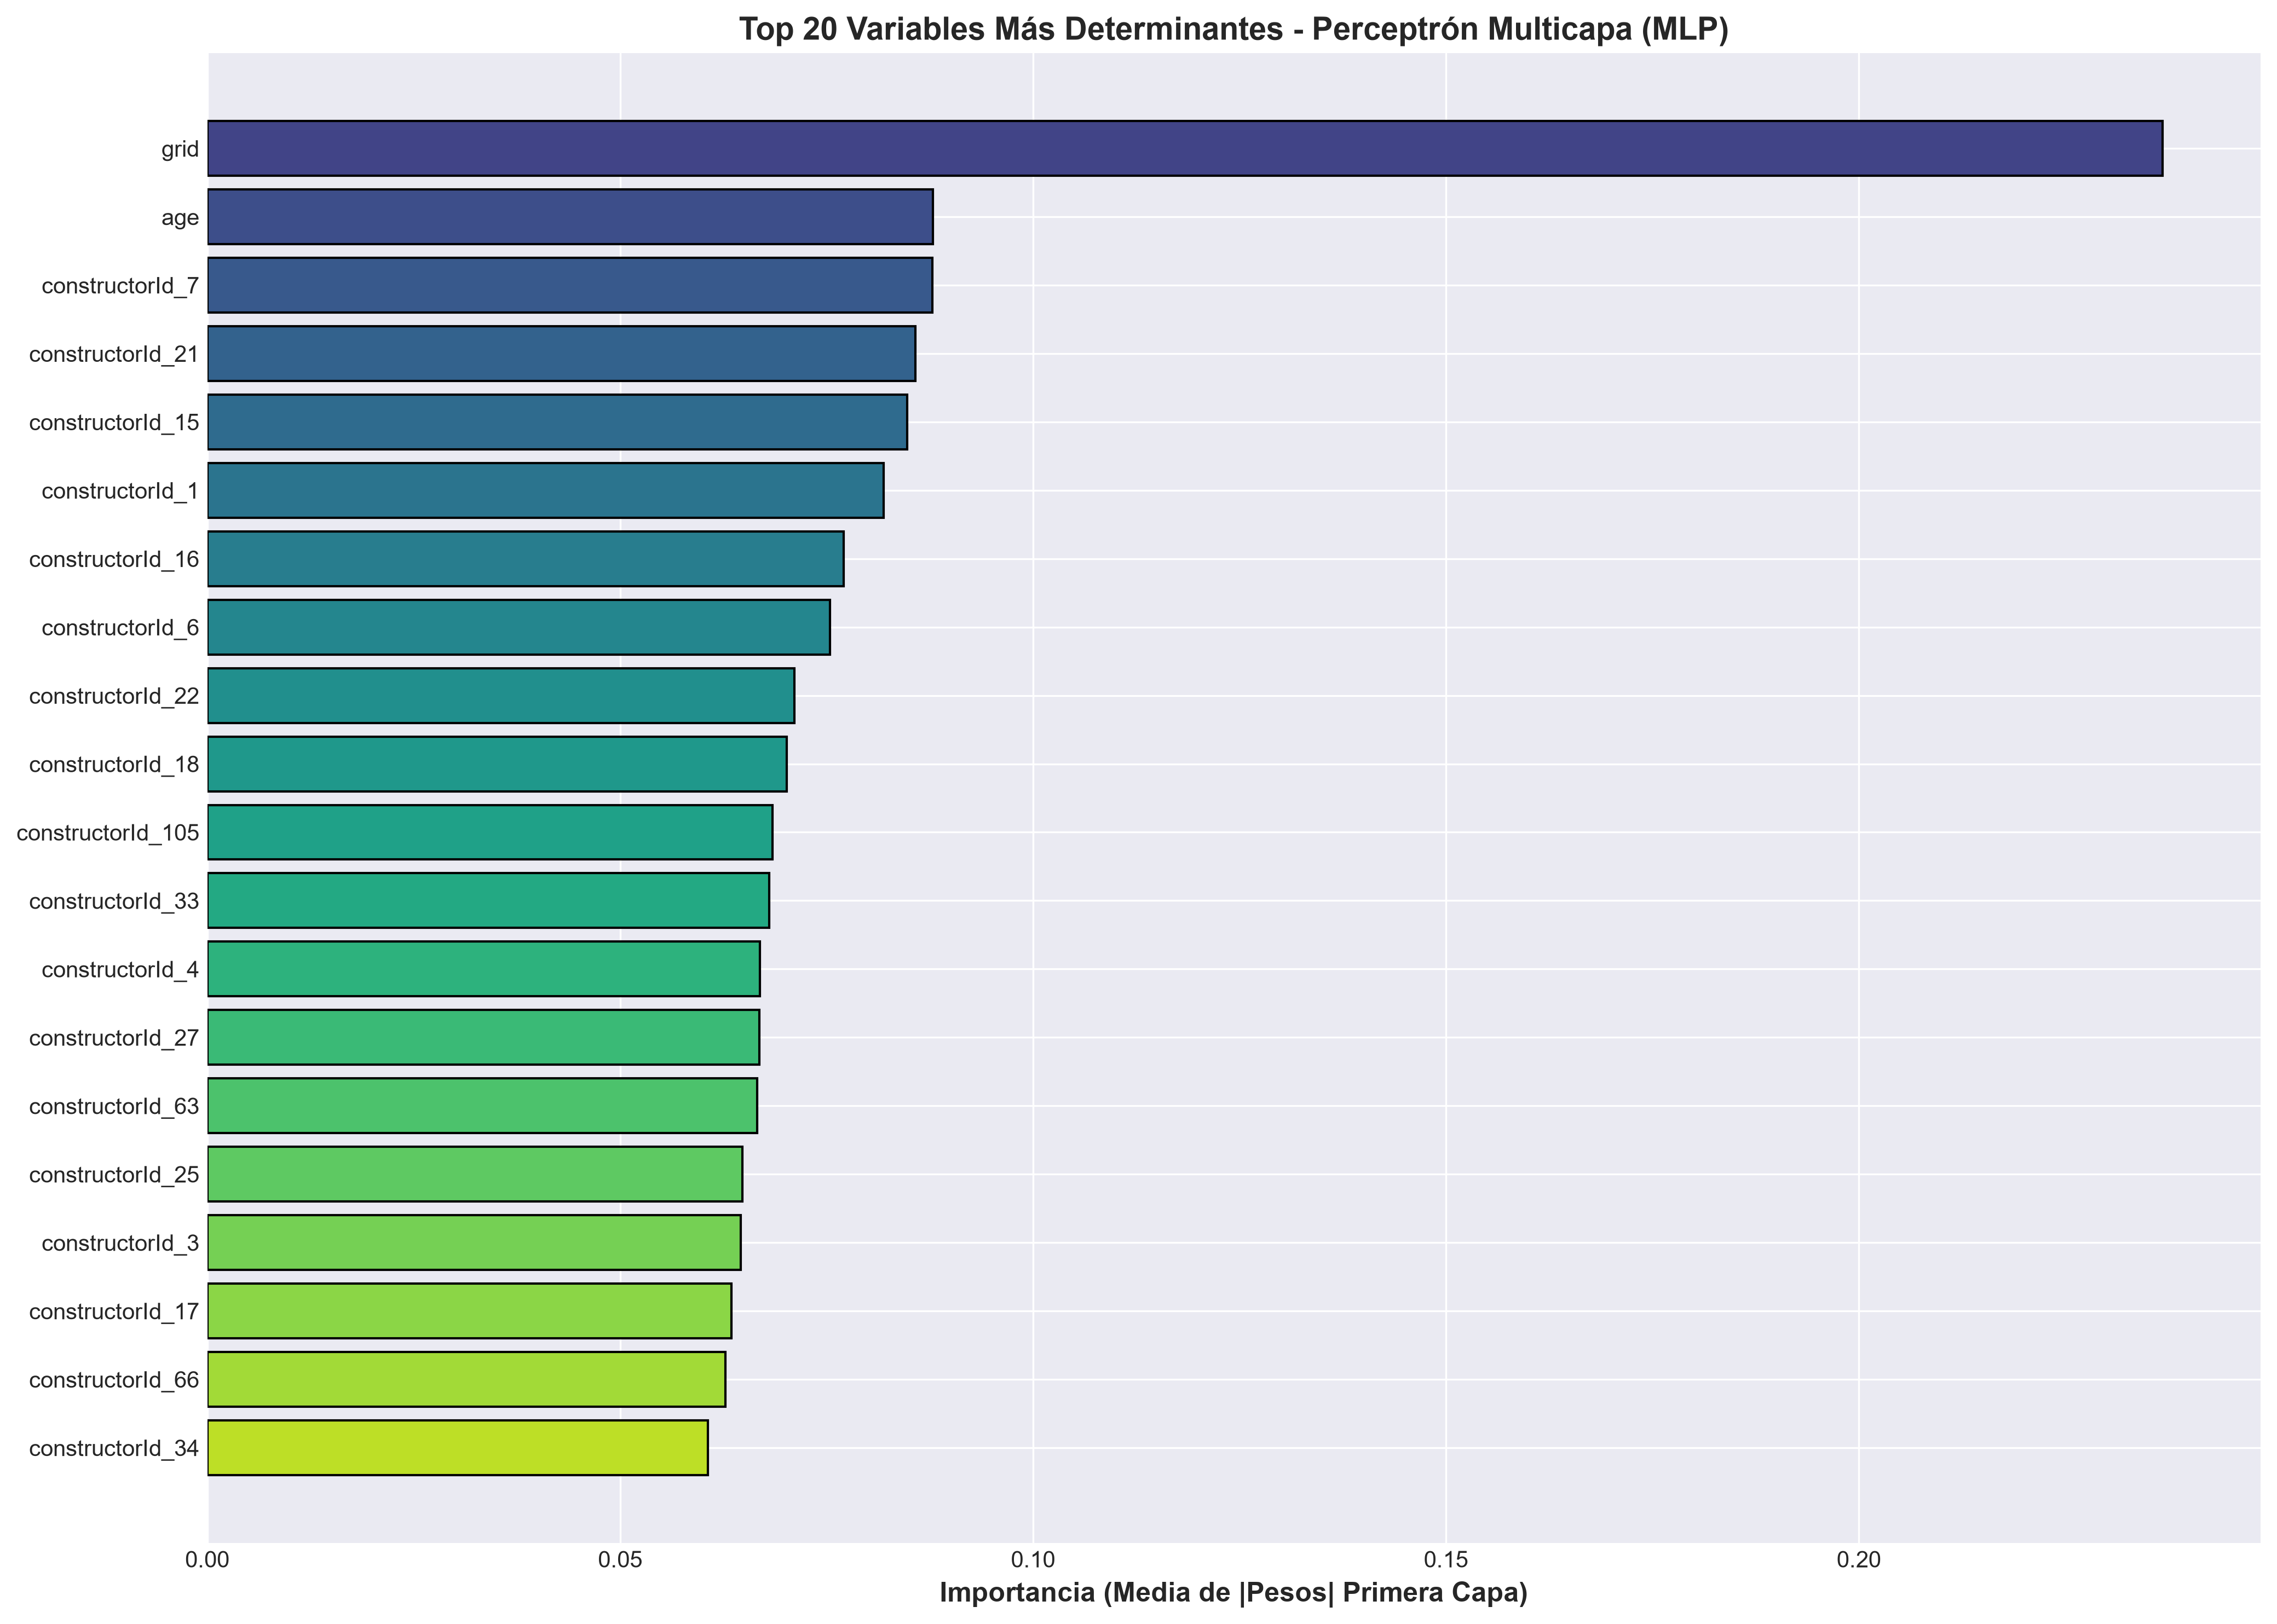 Top 20 Variables Más Determinantes - Perceptrón Multicapa (MLP)
grid
age
constructorId_7
constructorId_21
constructorId_15
constructorId_1
constructorId_16
constructorId_6
constructorId_22
constructorId_18
constructorId_105
constructorId_33
constructorId_4
constructorId_27
constructorId_63
constructorId_25
constructorId_3
constructorId_17
constructorId_66
constructorId_34
0.00 0.05 0.10 0.15 0.20
Importancia (Media de |Pesos| Primera Capa)